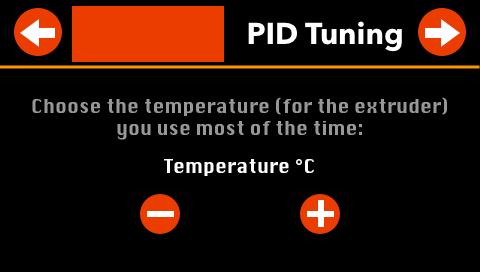 PID Tuning
Choose the temperature (for the extruder)
you use most of the time:
Temperature °C